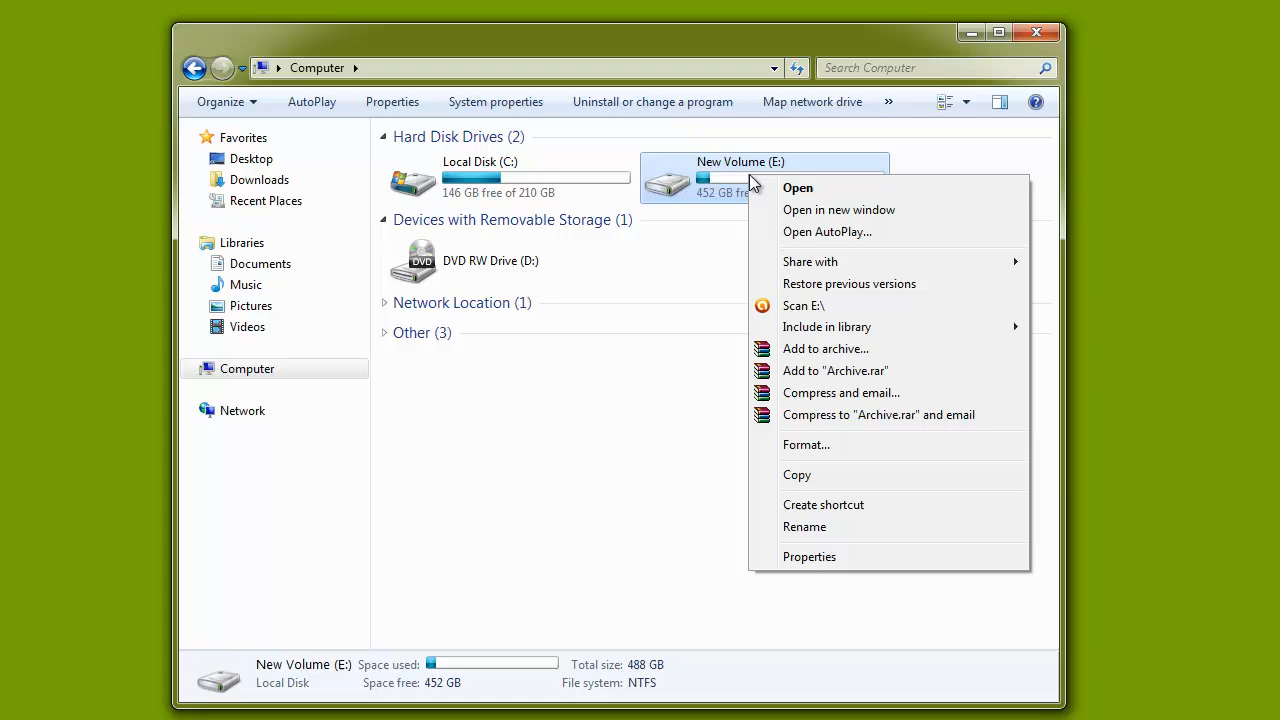 Computer
Search Computer
Organize AutoPlay Properties System properties Uninstall or change a program Map network drive »
Favorites
Desktop
Downloads
Recent Places
Libraries
Documents
Music
Pictures
Videos
Computer
Network
Hard Disk Drives (2)
Local Disk (C:)
146 GB free of 210 GB
New Volume (E:)
452 GB
Devices with Removable Storage (1)
DVD
DVD RW Drive (D:)
Network Location (1)
Other (3)
Open
Open in new window
Open AutoPlay...
Share with
Restore previous versions
Scan E:\
Include in library
Add to archive...
Add to "Archive.rar"
Compress and email...
Compress to "Archive.rar" and email
Format...
Copy
Create shortcut
Rename
Properties
New Volume (E:) Space used: Total size: 488 GB
Local Disk Space free: 452 GB File system: NTFS